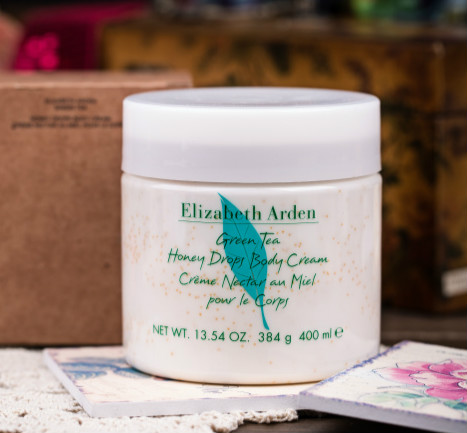 Elizabeth Arden
Green Tea
Honey Drops Body Cream
Crème Nectar au Miel
pour le Corps
NET WT. 13.54 OZ. 384 g 400 ml e